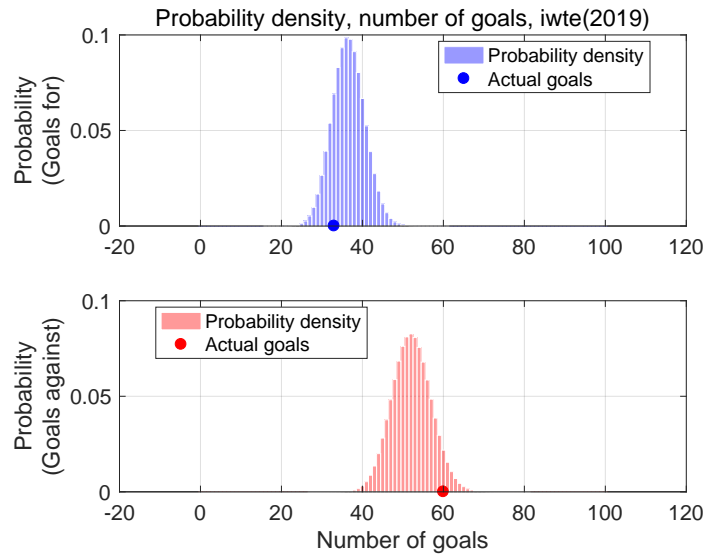 Probability density, number of goals, iwte(2019)
Probability
(Goals for)
0.1
0.05
0
Probability density
Actual goals
-20 0 20 40 60 80 100 120
Probability
(Goals against)
0.1
0.05
0
Probability density
Actual goals
-20 0 20 40 60 80 100 120
Number of goals